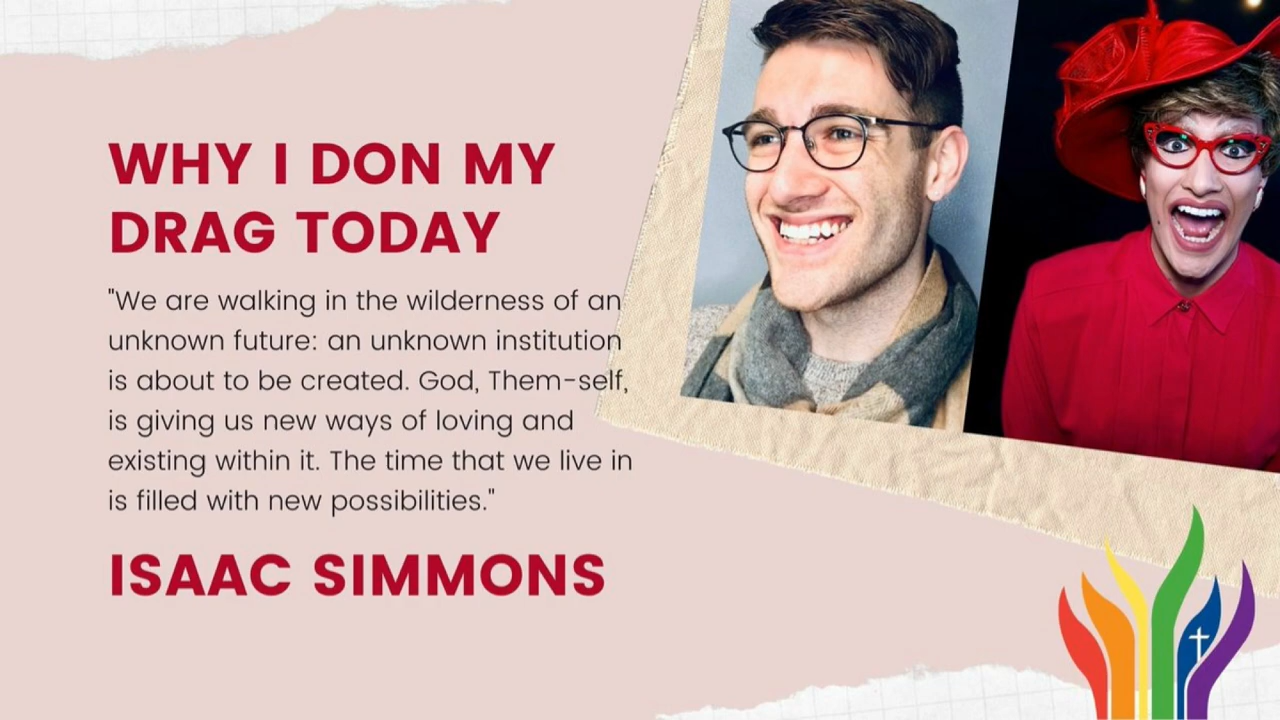 WHY I DON MY
DRAG TODAY
"We are walking in the wilderness of an
unknown future: an unknown institution
is about to be created. God, Them-self,
is giving us new ways of loving and
existing within it. The time that we live in
is filled with new possibilities."
ISAAC SIMMONS